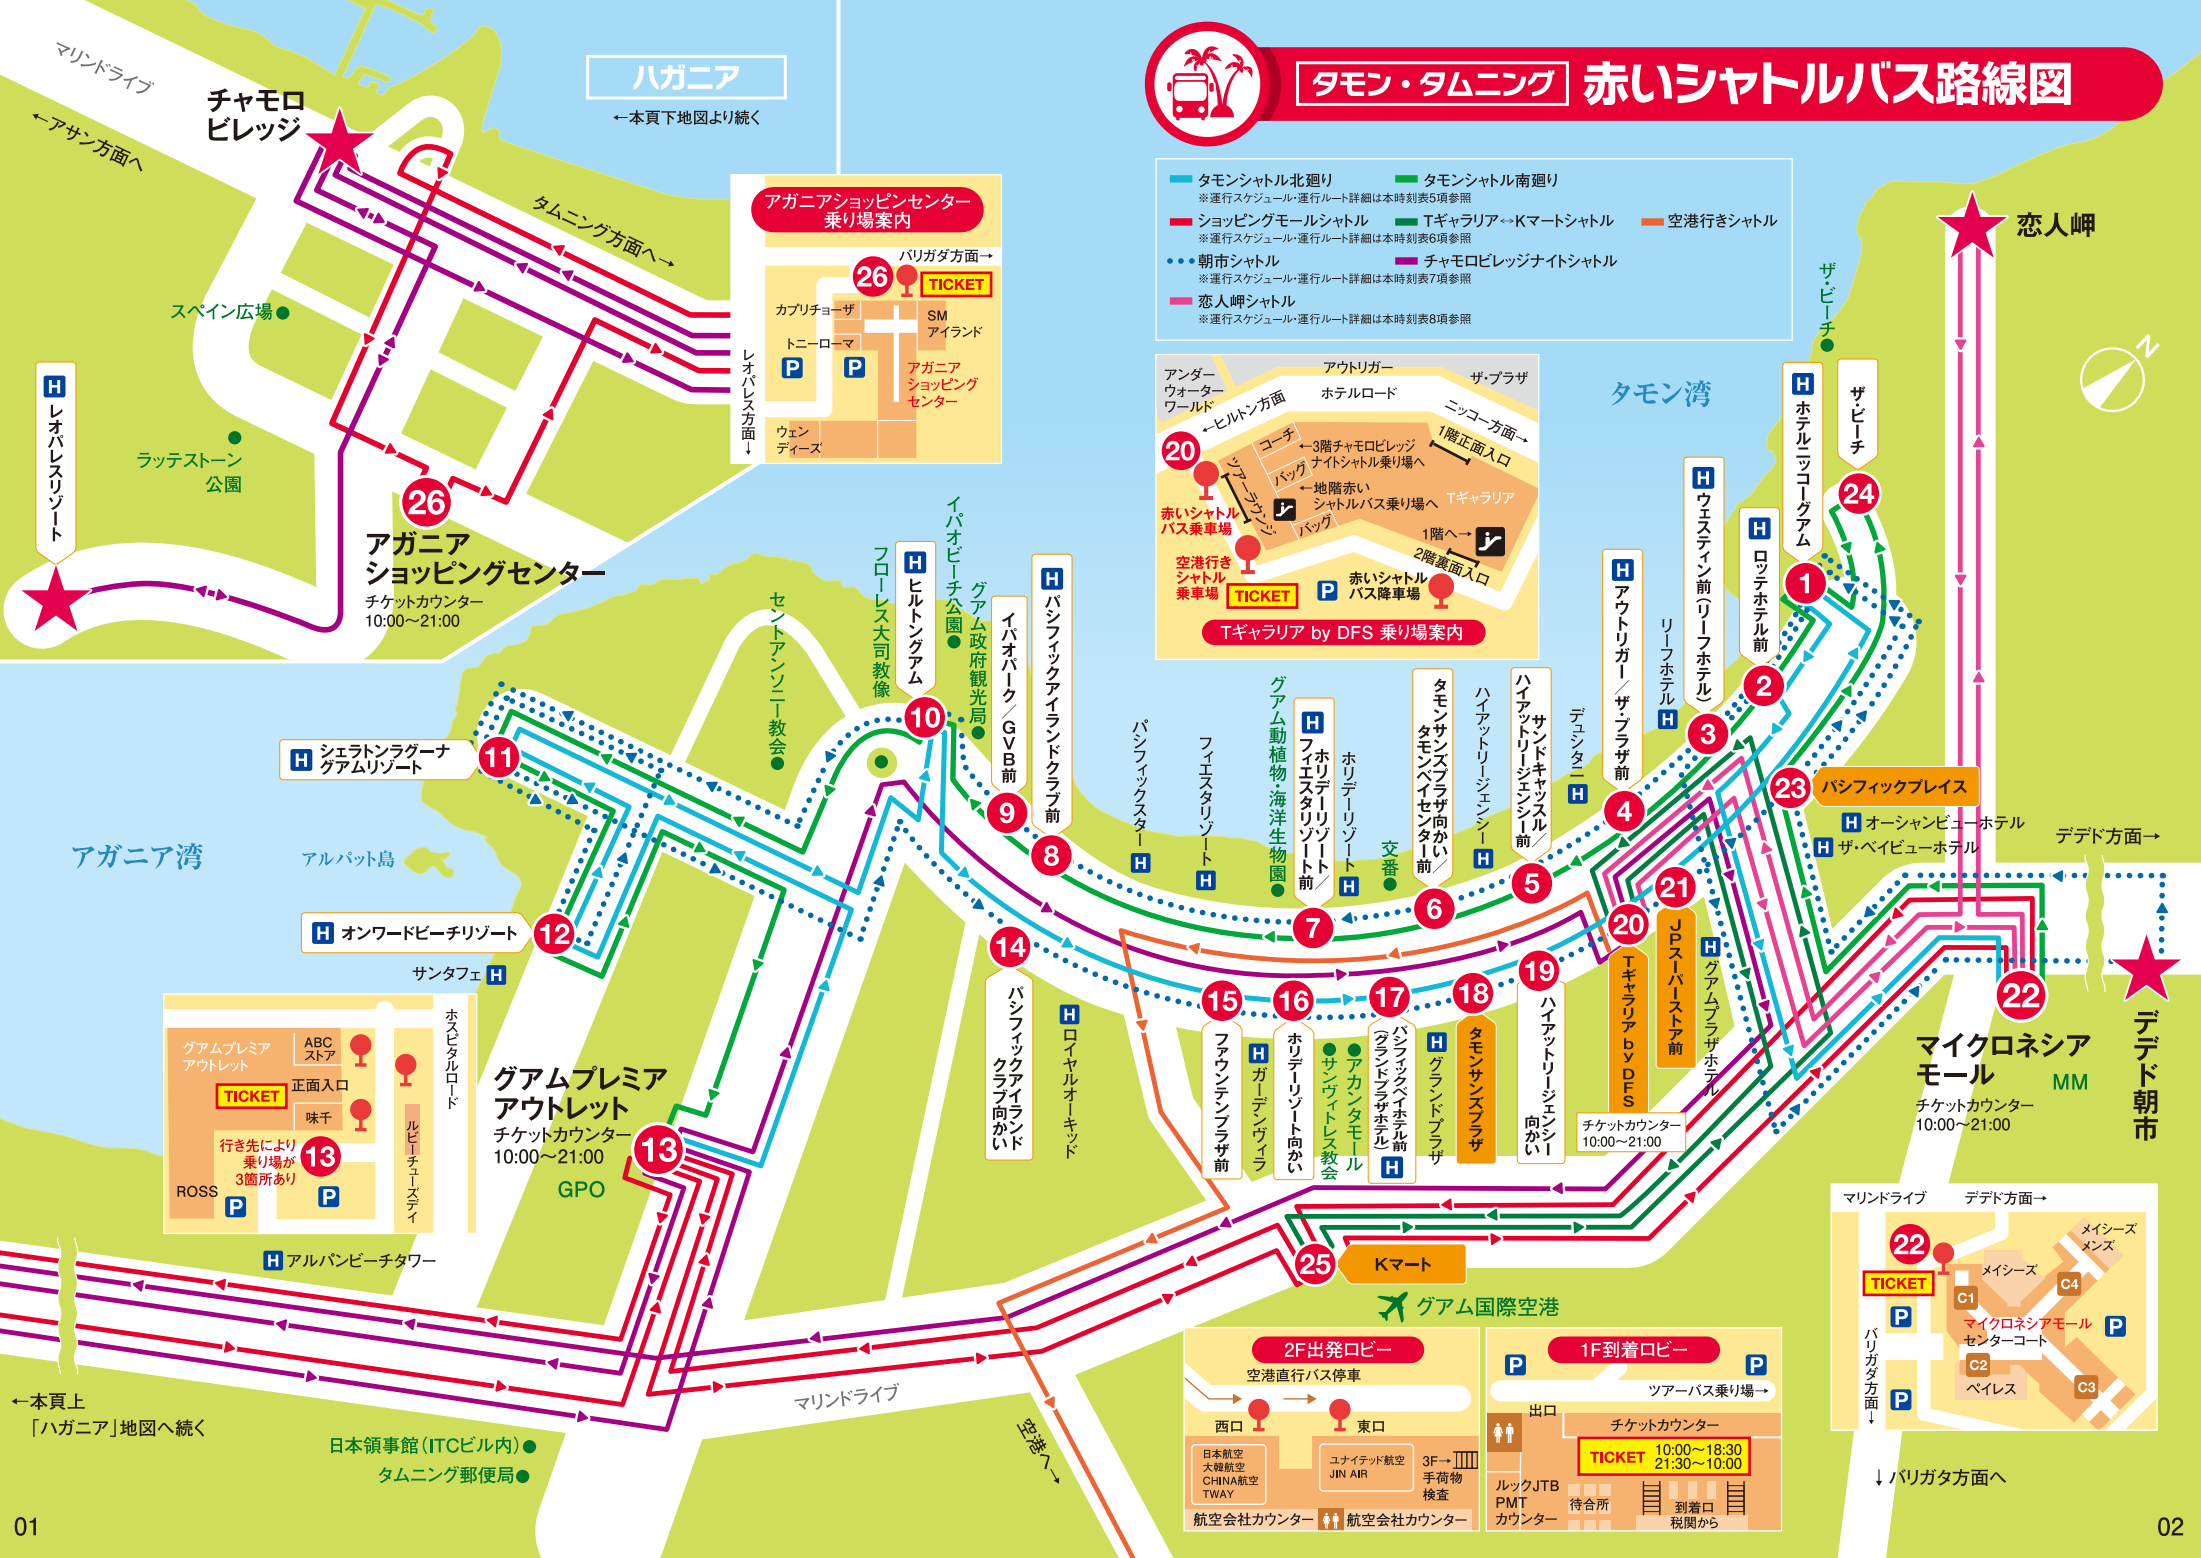 タモン・タムニング
赤いシャトルバス路線図
タモンシャトル北廻り
タモンシャトル南廻り
※運行スケジュール・運行ルート詳細は本時刻表5項参照
ショッピングモールシャトル
Tギャラリア↔Kマートシャトル
空港行きシャトル
※運行スケジュール・運行ルート詳細は本時刻表6項参照
朝市シャトル
チャモロビレッジナイトシャトル
※運行スケジュール・運行ルート詳細は本時刻表7項参照
恋人岬シャトル
※運行スケジュール・運行ルート詳細は本時刻表8項参照
ハガニア
←本頁下地図より続く
マリンドライブ
←アサン方面へ
チャモロ
ビレッジ
タムニング方面へ→
スペイン広場
ラッテストーン
公園
H レオパレスリゾート
26
アガニア
ショッピングセンター
チケットカウンター
10:00〜21:00
アガニアショッピンセンター
乗り場案内
バリガダ方面→
26
TICKET
カプリチョーザ
SM
アイランド
トニーローマ
P
P
アガニア
ショッピング
センター
ウェン
ディーズ
レオパレス方面→
アンダー
ウォーター
ワールド
アウトリガー
ホテルロード
ザ・プラザ
←ヒルトン方面
ニッコー方面→
20
コーチ
←3階チャモロビレッジ
ナイトシャトル乗り場へ
1階正面入口
バッグ
ツアーラウンジ
←地階赤い
シャトルバス乗り場へ
Tギャラリア
バッグ
赤いシャトル
バス乗車場
1階へ→
2階裏面入口
空港行き
シャトル
乗車場
TICKET
P
赤いシャトル
バス降車場
Tギャラリア by DFS 乗り場案内
恋人岬
N
タモン湾
ザ・ビーチ
ザ・ビーチ
24
H ホテルニッコーグアム
1
H ロッテホテル前
2
H ウェスティン前(リーフホテル)
3
リーフホテル H
H アウトリガー/ザ・プラザ前
4
デュシタニ H
サンドキャッスル/
ハイアットリージェンシー前
5
ハイアットリージェンシー H
タモンサンズプラザ向かい/
タモンベイセンター前
6
交番
ホリデーリゾート H
H ホリデーリゾート/
フィエスタリゾート前
7
グアム動植物・海洋生物園
フィエスタリゾート H
パシフィックスター H
H パシフィックアイランドクラブ前
8
イパオパーク/GVB前
9
グアム政府観光局
イパオビーチ公園
H ヒルトングアム
10
フローレス大司教像
セントアンソニー教会
H シェラトンラグーナ
グアムリゾート
11
アガニア湾
アルパット島
H オンワードビーチリゾート
12
サンタフェ H
グアムプレミア
アウトレット
チケットカウンター
10:00〜21:00
GPO
13
グアムプレミア
アウトレット
ABC
ストア
TICKET
正面入口
味千
行き先により
乗り場が
3箇所あり
13
ROSS
P
P
ルビーチューズデイ
ホスピタルロード
H アルパンビーチタワー
14
パシフィックアイランド
クラブ向かい
H ロイヤルオーキッド
15
ファウンテンプラザ前
H ガーデンヴィラ
16
ホリデーリゾート向かい
サンヴィトレス教会
アカンタモール
17
パシフィックベイホテル前
(グランドプラザホテル)
H
H グランドプラザ
18
タモンサンズプラザ
19
ハイアットリージェンシー
向かい
20
Tギャラリア by DFS
チケットカウンター
10:00〜21:00
21
JPスーパーストア前
H グアムプラザホテル
23
パシフィックプレイス
H オーシャンビューホテル
H ザ・ベイビューホテル
デデド方面→
22
マイクロネシア
モール
MM
チケットカウンター
10:00〜21:00
デデド朝市
25
Kマート
グアム国際空港
マリンドライブ
デデド方面→
22
TICKET
メイシーズ
メンズ
メイシーズ
C1
C4
P
マイクロネシアモール
センターコート
P
C2
ペイレス
C3
P
バリガダ方面→
↓バリガタ方面へ
2F出発ロビー
空港直行バス停車
西口
東口
日本航空
大韓航空
CHINA航空
TWAY
ユナイテッド航空
JIN AIR
3F→
手荷物
検査
航空会社カウンター
航空会社カウンター
1F到着ロビー
P
P
ツアーバス乗り場→
出口
チケットカウンター
TICKET
10:00〜18:30
21:30〜10:00
ルックJTB
PMT
カウンター
待合所
到着口
税関から
マリンドライブ
空港へ→
←本頁上
「ハガニア」地図へ続く
日本領事館(ITCビル内)
タムニング郵便局
01
02